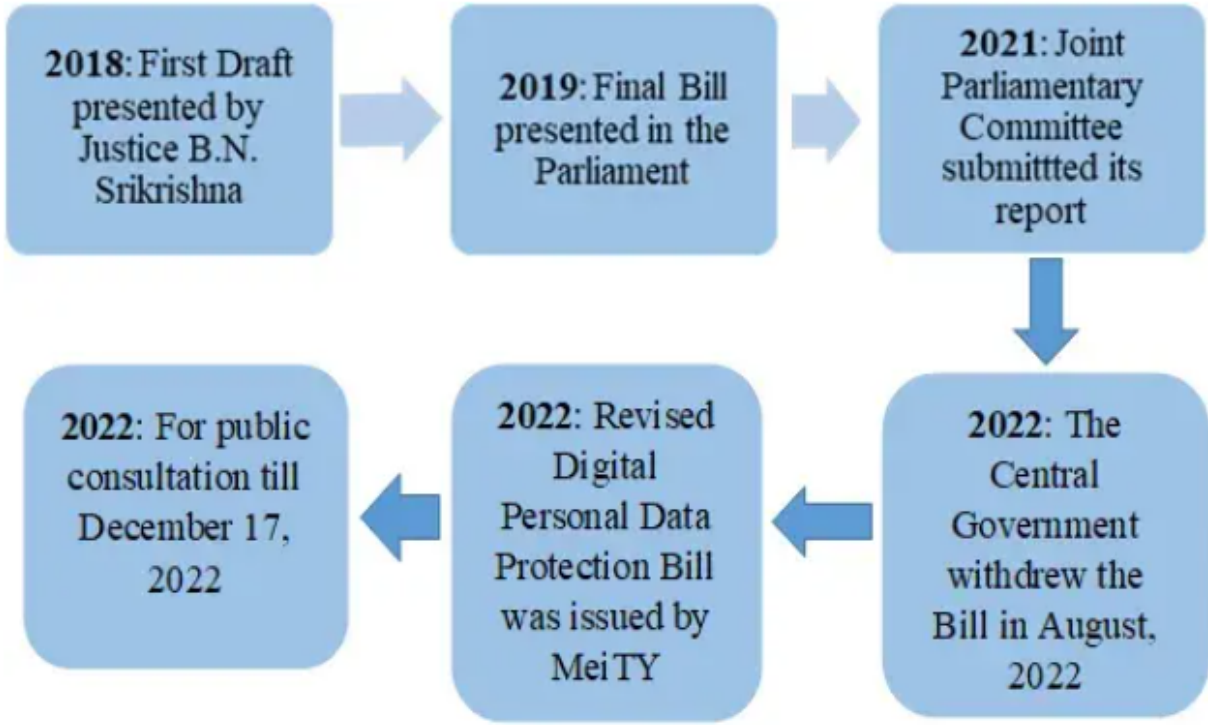 2018: First Draft
presented by
Justice B.N.
Srikrishna
2019: Final Bill
presented in the
Parliament
2021: Joint
Parliamentary
Committee
submittted its
report
2022: The
Central
Government
withdrew the
Bill in August,
2022
2022: Revised
Digital
Personal Data
Protection Bill
was issued by
MeiTY
2022: For public
consultation till
December 17,
2022